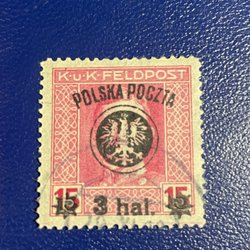 K·u·K·FELDPOST
POLSKA POCZTA
15 15
3 hal.